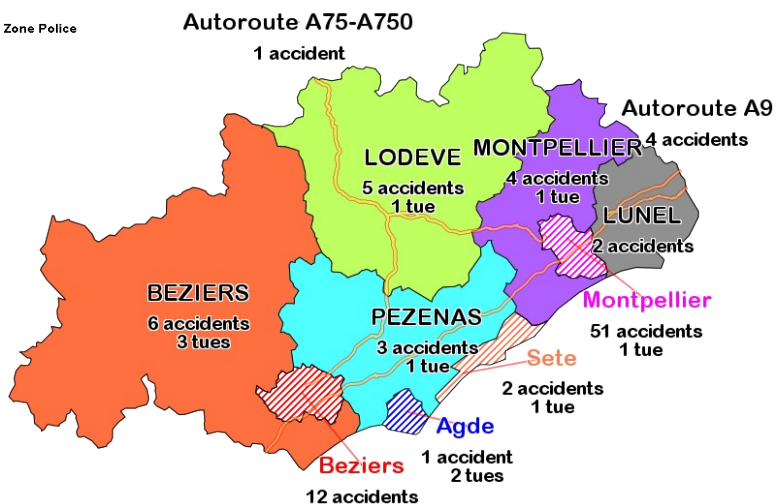 Zone Police
Autoroute A75-A750
1 accident
Autoroute A9
4 accidents
LODEVE
5 accidents
1 tue
MONTPELLIER
4 accidents
1 tue
LUNEL
2 accidents
BEZIERS
6 accidents
3 tues
PEZENAS
3 accidents
1 tue
Montpellier
51 accidents
1 tue
Sete
2 accidents
1 tue
Agde
1 accident
2 tues
Beziers
12 accidents